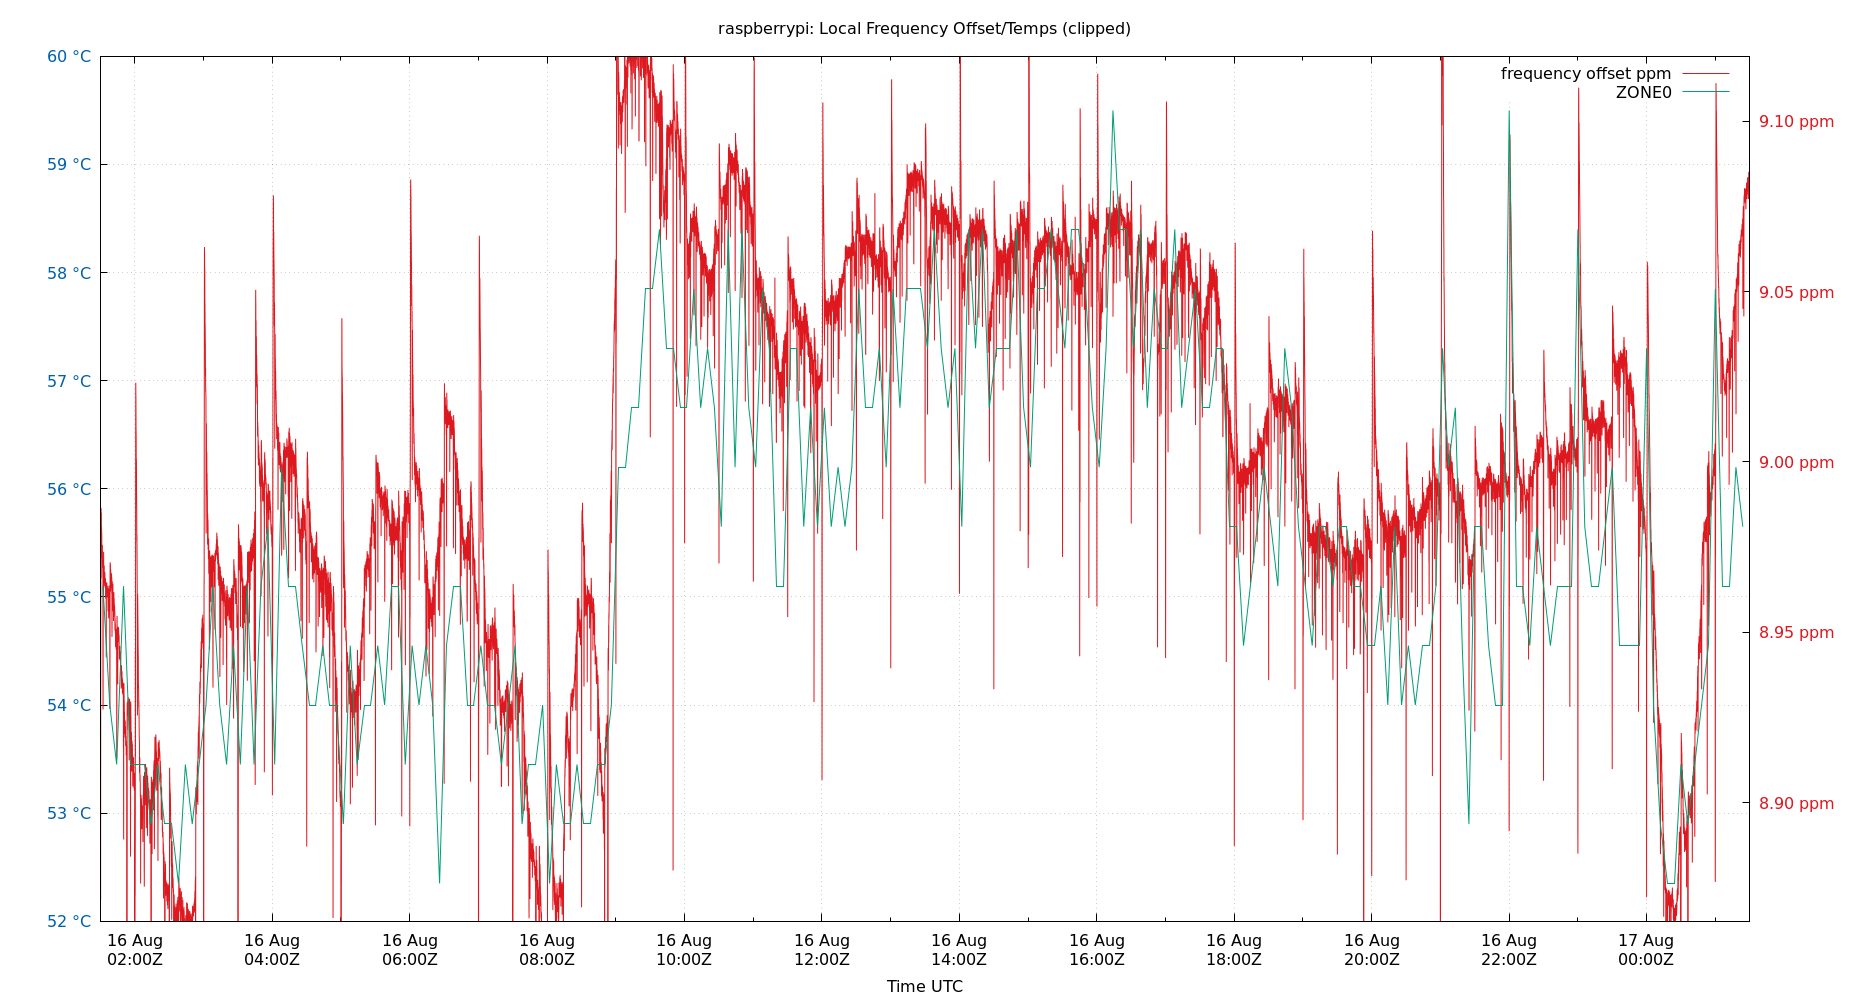 raspberrypi: Local Frequency Offset/Temps (clipped)
frequency offset ppm
ZONE0
60 °C
59 °C
58 °C
57 °C
56 °C
55 °C
54 °C
53 °C
52 °C
9.10 ppm
9.05 ppm
9.00 ppm
8.95 ppm
8.90 ppm
16 Aug 16 Aug 16 Aug 16 Aug 16 Aug 16 Aug 16 Aug 16 Aug 16 Aug 16 Aug 16 Aug 17 Aug
02:00Z 04:00Z 06:00Z 08:00Z 10:00Z 12:00Z 14:00Z 16:00Z 18:00Z 20:00Z 22:00Z 00:00Z
Time UTC